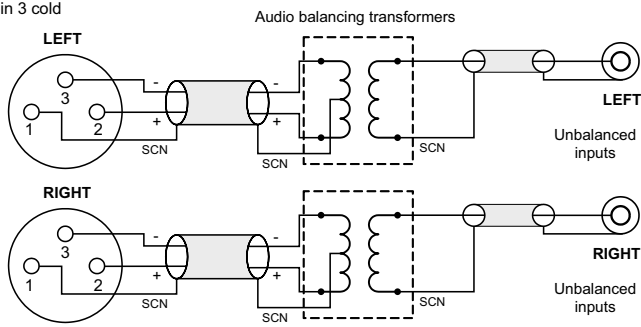 in 3 cold
Audio balancing transformers
LEFT
3
1
2
-
+
SCN
-
+
SCN
SCN
LEFT
Unbalanced
inputs
RIGHT
3
1
2
-
+
SCN
-
+
SCN
SCN
RIGHT
Unbalanced
inputs